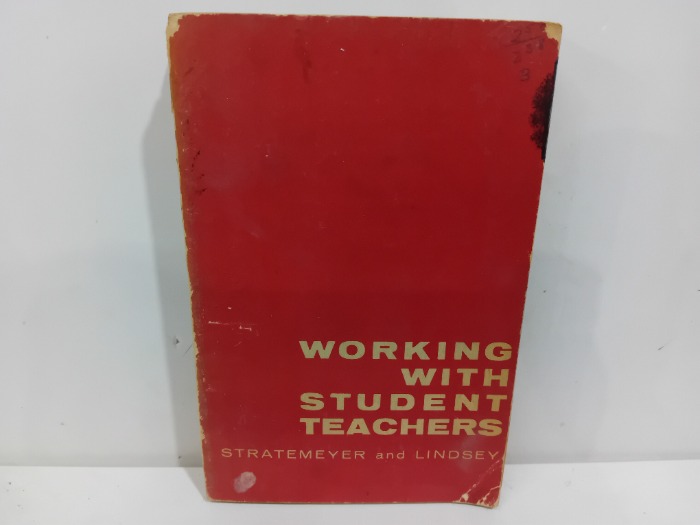 WORKING
WITH
STUDENT
TEACHERS
STRATEMEYER and LINDSEY